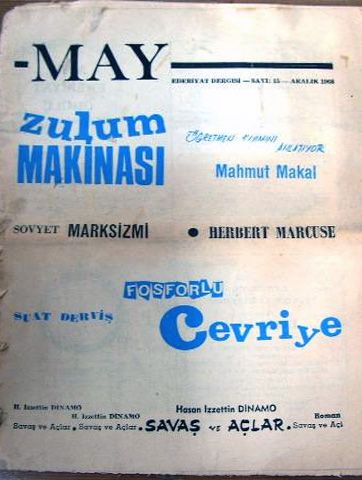 -MAY
EDEBİYAT DERGİSİ — SAYI: 15 — ARALIK 1968
zulum
MAKİNASI
ÖĞRETMEN KIYIMINI
ANLATIYOR
Mahmut Makal
SOVYET MARKSİZMİ • HERBERT MARCUSE
FOSFORLU
SUAT DERVİŞ
Cevriye
H. İzzettin DİNAMO
H. İzzettin DİNAMO
Hasan İzzettin DİNAMO
Roman
Savaş ve Açlar. Savaş ve Açlar. SAVAŞ ve AÇLAR. Savaş ve Açl